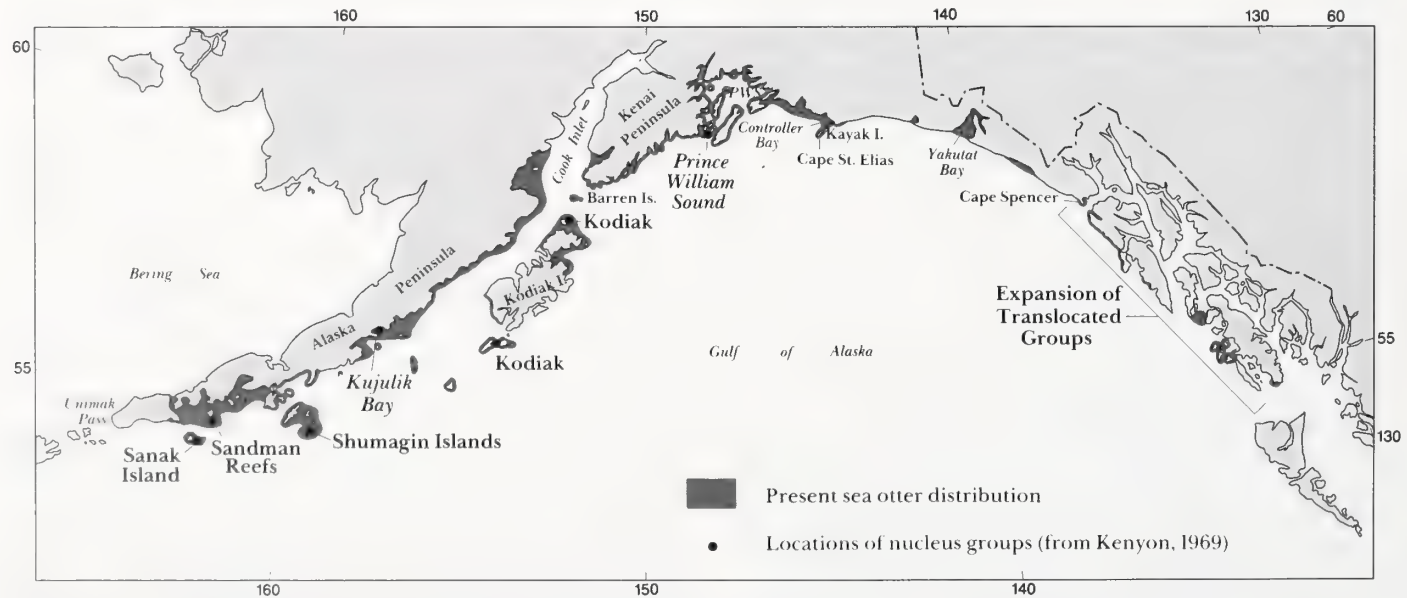 160
150
140
130
60
60
Kenai
Peninsula
Cook Inlet
PWS
Controller
Bay
Kayak I.
Cape St. Elias
Yakutat
Bay
Prince
William
Sound
Cape Spencer
Barren Is.
Kodiak
Bering Sea
Peninsula
Alaska
Kodiak I.
Expansion of
Translocated
Groups
Gulf of Alaska
55
55
Kodiak
Kujulik
Bay
Unimak
Pass
Shumagin Islands
Sanak
Island
Sandman
Reefs
130
Present sea otter distribution
Locations of nucleus groups (from Kenyon, 1969)
160
150
140